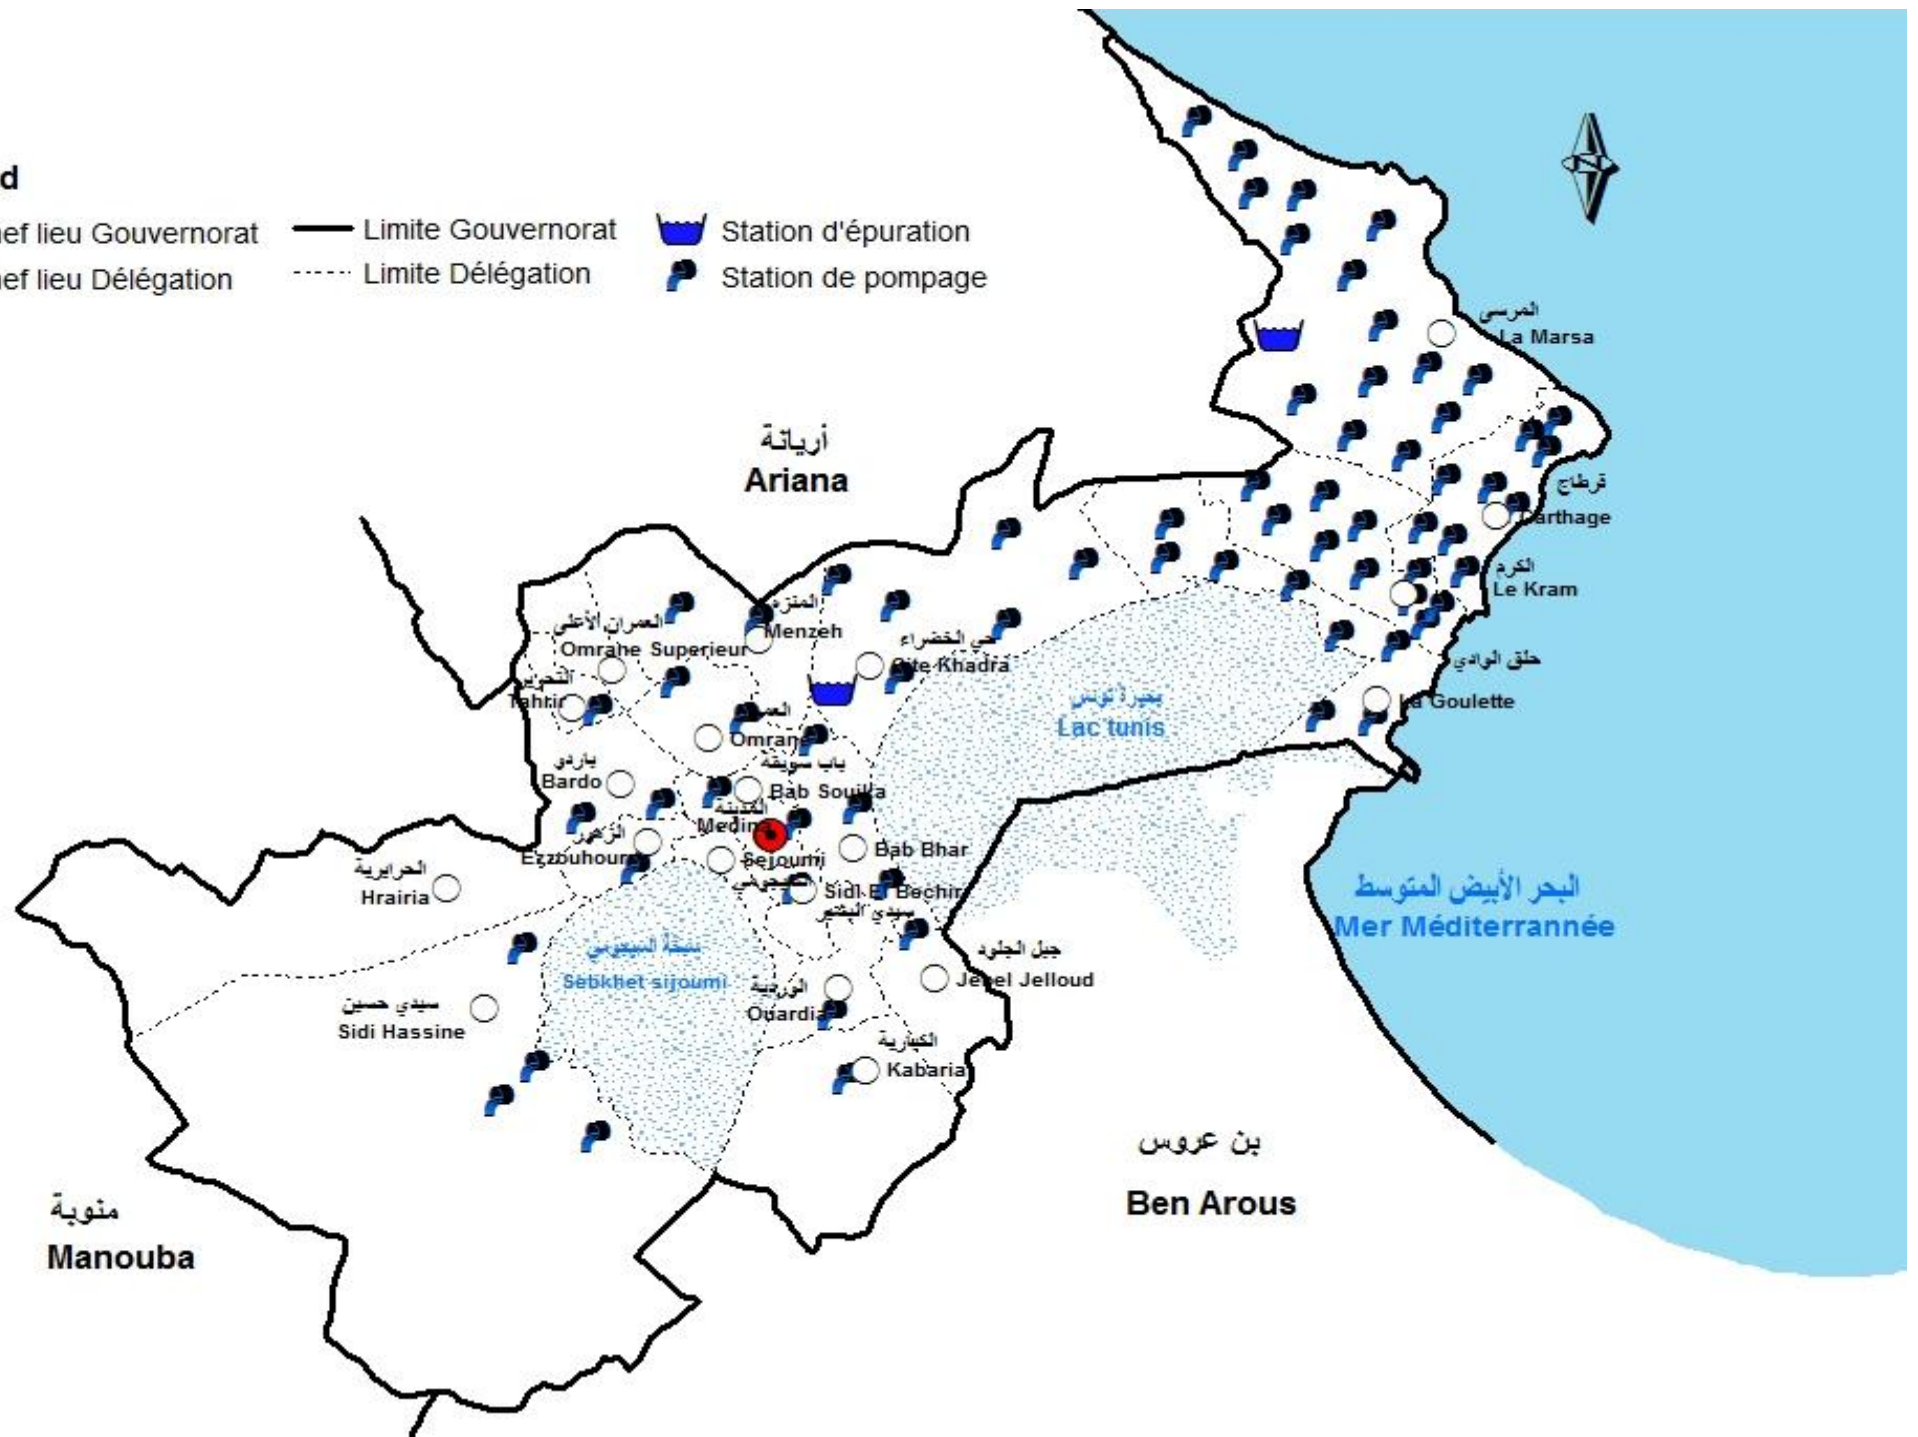 d
ef lieu Gouvernorat
Limite Gouvernorat
Station d'épuration
ef lieu Délégation
Limite Délégation
Station de pompage
N
المرسى
La Marsa
أريانة
Ariana
قرطاج
Carthage
الكرم
Le Kram
المنزه
Menzeh
العمران الأعلى
Omrane Superieur
حي الخضراء
Cite Khadra
حلق الوادي
La Goulette
التحرير
Tahrir
بحيرة تونس
Lac tunis
Omrane
باردو
Bardo
باب سويقة
Bab Souika
المدينة
Medina
الزهور
Ezzouhour
Sejoumi
السيجومي
Bab Bhar
الحرايرية
Hrairia
Sidi El Bechir
سيدي البشير
البحر الأبيض المتوسط
Mer Méditerrannée
سبخة السيجومي
Sebkhet sijoumi
جبل الجلود
Jebel Jelloud
الوردية
Ouardia
سيدي حسين
Sidi Hassine
الكبارية
Kabaria
بن عروس
Ben Arous
منوبة
Manouba